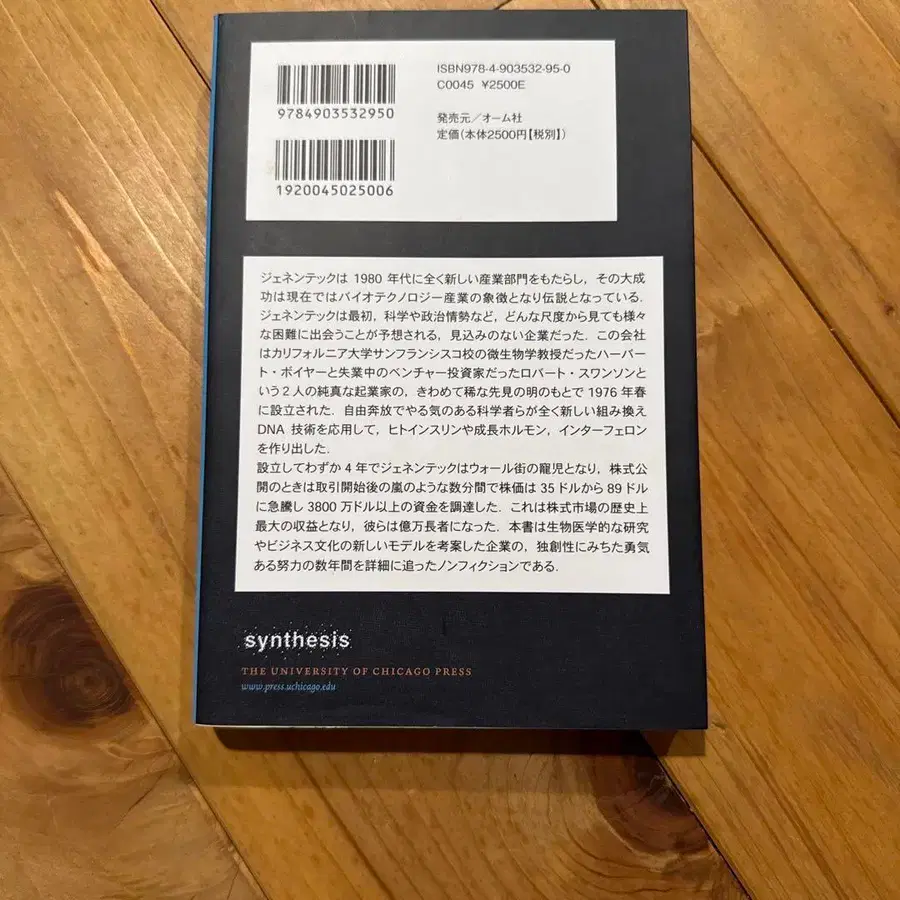 ISBN978-4-903532-95-0
C0045 ¥2500E
発売元／オーム社
定価(本体2500円【税別】)
9784903532950
1920045025006
ジェネンテックは 1980 年代に全く新しい産業部門をもたらし，その大成
功は現在ではバイオテクノロジー産業の象徴となり伝説となっている．
ジェネンテックは最初，科学や政治情勢など，どんな尺度から見ても様々
な困難に出会うことが予想される，見込みのない企業だった．この会社
はカリフォルニア大学サンフランシスコ校の微生物学教授だったハーバー
ト・ボイヤーと失業中のベンチャー投資家だったロバート・スワンソンと
いう２人の純真な起業家の，きわめて稀な先見の明のもとで 1976 年春
に設立された．自由奔放でやる気のある科学者らが全く新しい組み換え
DNA 技術を応用して，ヒトインスリンや成長ホルモン，インターフェロン
を作り出した．
設立してわずか 4 年でジェネンテックはウォール街の寵児となり，株式公
開のときは取引開始後の嵐のような数分間で株価は 35 ドルから 89 ドル
に急騰し 3800 万ドル以上の資金を調達した．これは株式市場の歴史上
最大の収益となり，彼らは億万長者になった．本書は生物医学的な研究
やビジネス文化の新しいモデルを考案した企業の，独創性にみちた勇気
ある努力の数年間を詳細に追ったノンフィクションである．
synthesis
THE UNIVERSITY OF CHICAGO PRESS
www.press.uchicago.edu